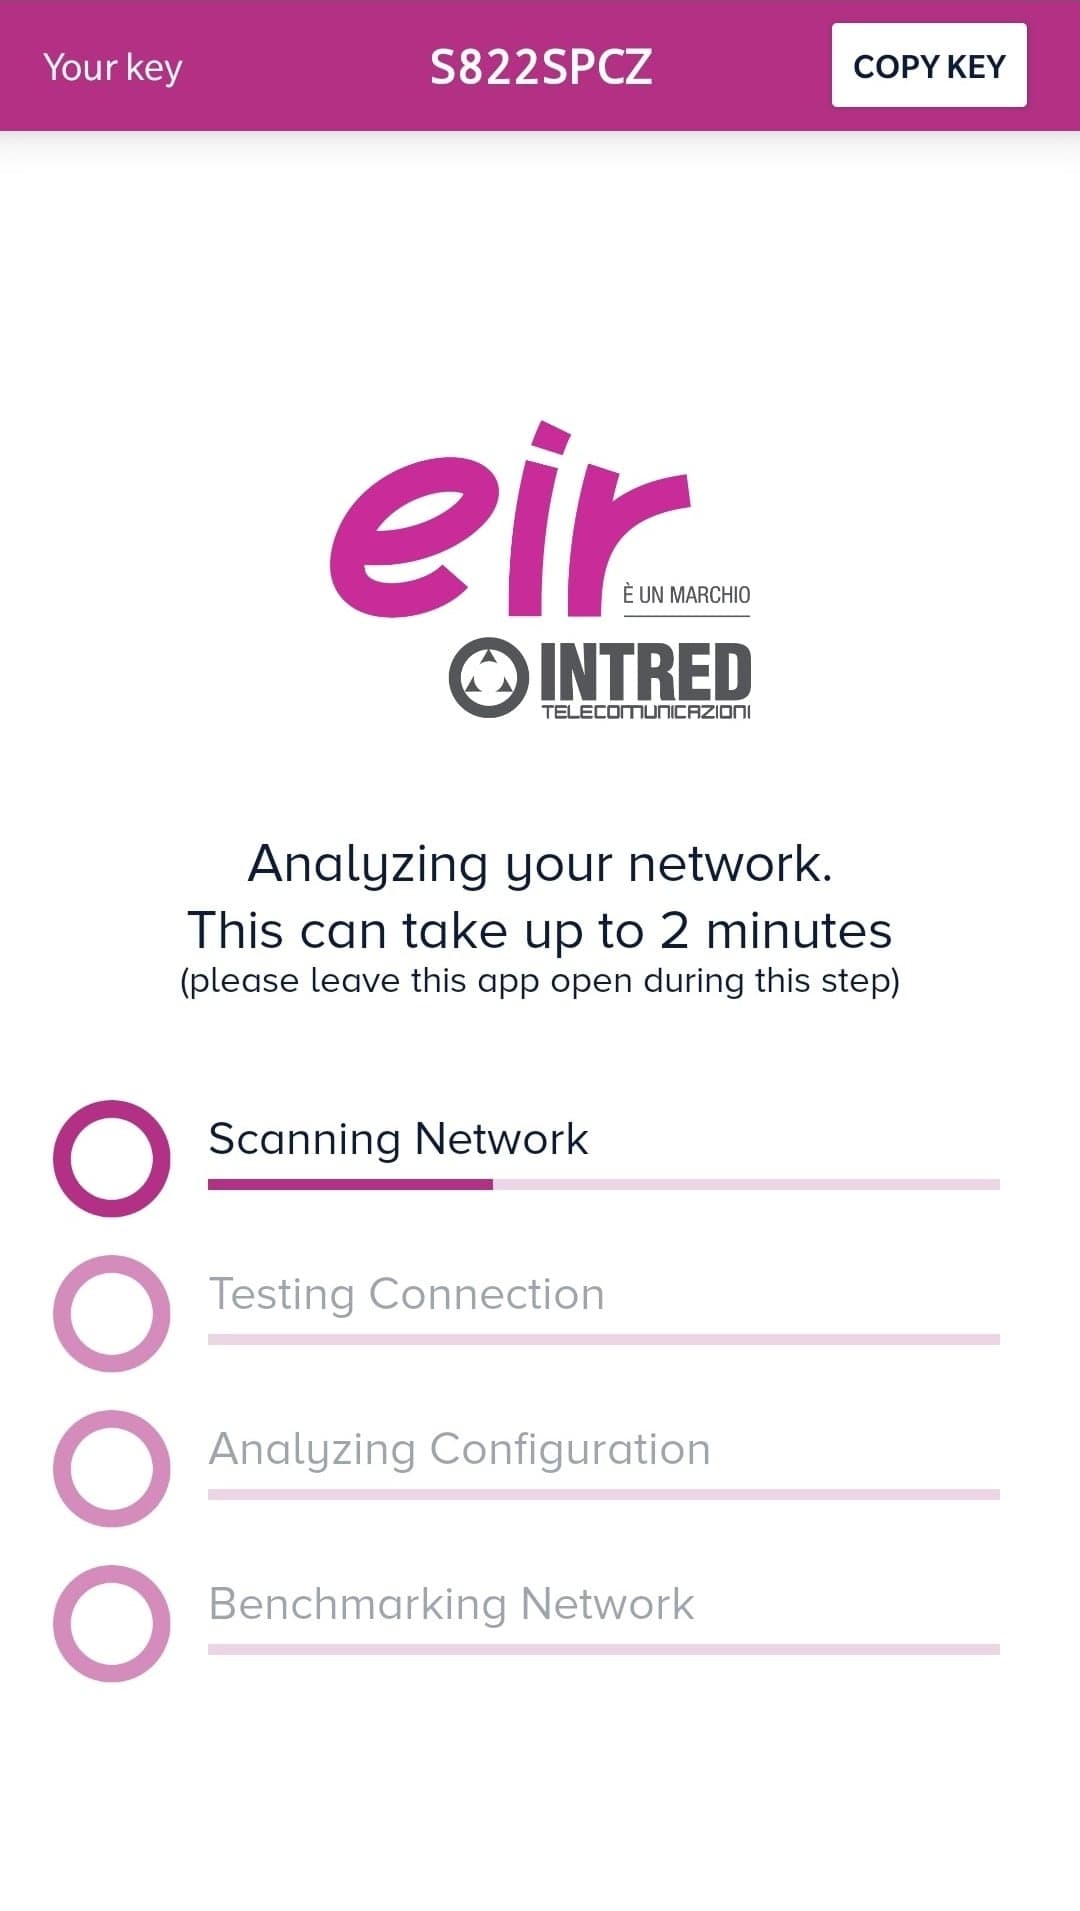 Your key
S822SPCZ
COPY KEY
eir
È UN MARCHIO
INTRED
TELECOMUNICAZIONI
Analyzing your network.
This can take up to 2 minutes
(please leave this app open during this step)
Scanning Network
Testing Connection
Analyzing Configuration
Benchmarking Network